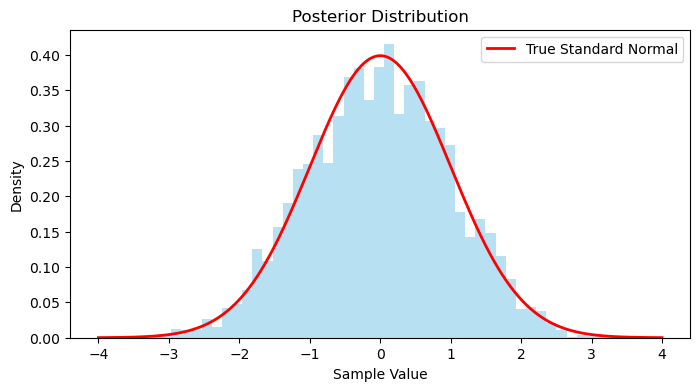 Posterior Distribution
True Standard Normal
Density
0.40
0.35
0.30
0.25
0.20
0.15
0.10
0.05
0.00
−4 −3 −2 −1 0 1 2 3 4
Sample Value